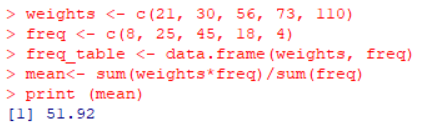 > weights <- c(21, 30, 56, 73, 110)
> freq <- c(8, 25, 45, 18, 4)
> freq_table <- data.frame(weights, freq)
> mean<- sum(weights*freq)/sum(freq)
> print (mean)
[1] 51.92